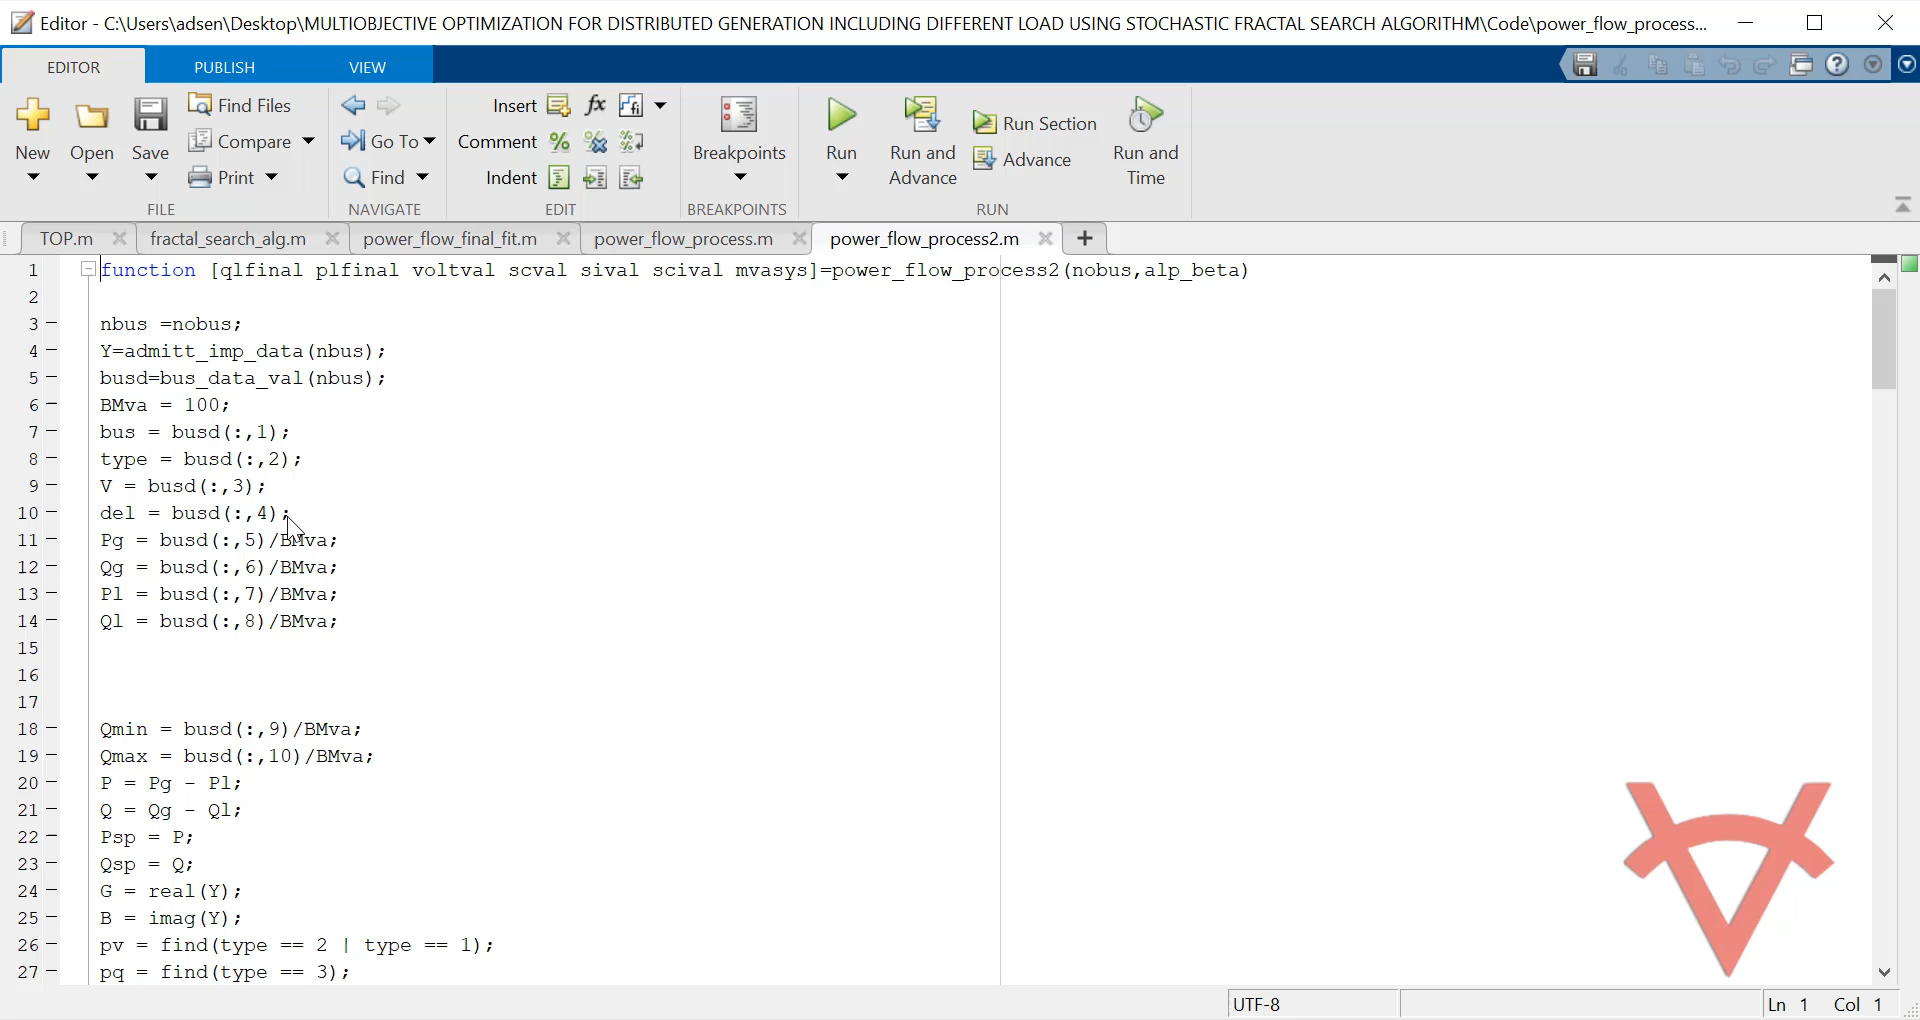 Editor - C:\Users\adsen\Desktop\MULTIOBJECTIVE OPTIMIZATION FOR DISTRIBUTED GENERATION INCLUDING DIFFERENT LOAD USING STOCHASTIC FRACTAL SEARCH ALGORITHM\Code\power_flow_process...
EDITOR PUBLISH VIEW
New Open Save Find Files Compare Print
FILE
Go To Find
NAVIGATE
Insert fx
Comment
Indent
EDIT
Breakpoints
BREAKPOINTS
Run Run and Advance Run Section Advance Run and Time
RUN
TOP.m fractal_search_alg.m power_flow_final_fit.m power_flow_process.m power_flow_process2.m
1 function [qlfinal plfinal voltval scval sival scival mvasys]=power_flow_process2(nobus,alp_beta)
2
3 nbus =nobus;
4 Y=admitt_imp_data(nbus);
5 busd=bus_data_val(nbus);
6 BMva = 100;
7 bus = busd(:,1);
8 type = busd(:,2);
9 V = busd(:,3);
10 del = busd(:,4);
11 Pg = busd(:,5)/BMva;
12 Qg = busd(:,6)/BMva;
13 Pl = busd(:,7)/BMva;
14 Ql = busd(:,8)/BMva;
15
16
17
18 Qmin = busd(:,9)/BMva;
19 Qmax = busd(:,10)/BMva;
20 P = Pg - Pl;
21 Q = Qg - Ql;
22 Psp = P;
23 Qsp = Q;
24 G = real(Y);
25 B = imag(Y);
26 pv = find(type == 2 | type == 1);
27 pq = find(type == 3);
UTF-8 Ln 1 Col 1